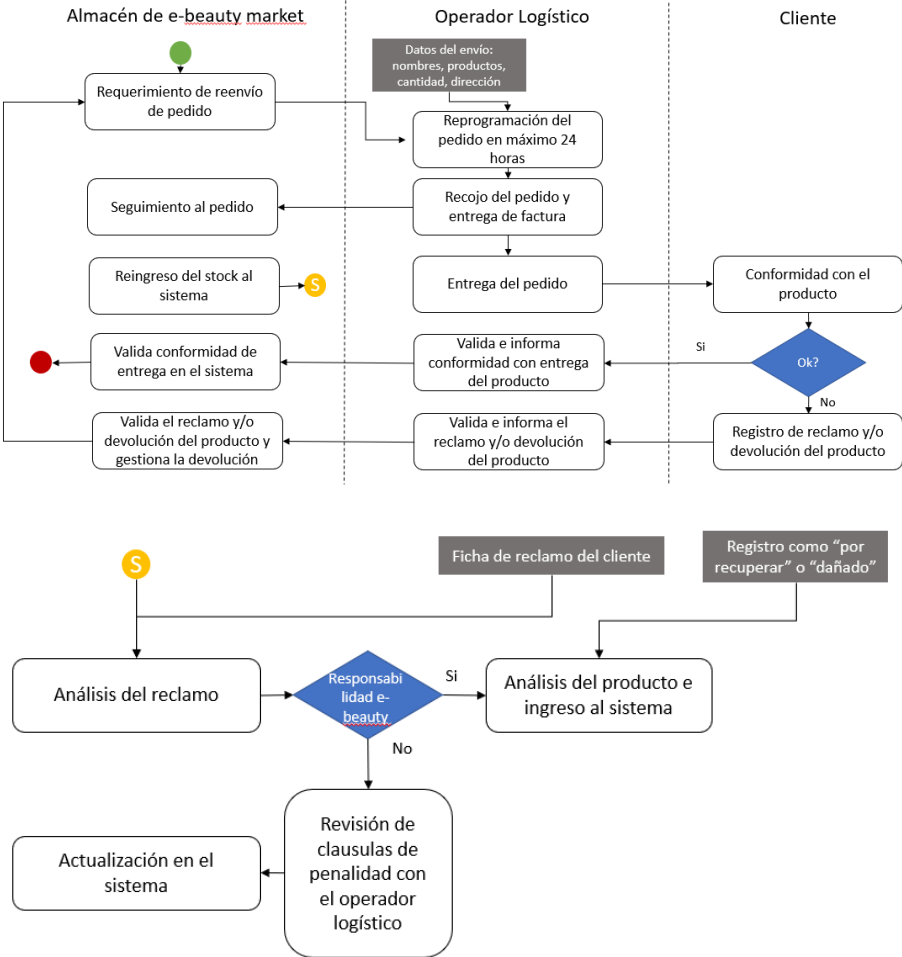 Almacén de e-beauty market
Operador Logístico
Cliente
Datos del envío:
nombres, productos,
cantidad, dirección
Requerimiento de reenvío
de pedido
Reprogramación del
pedido en máximo 24
horas
Seguimiento al pedido
Recojo del pedido y
entrega de factura
Reingreso del stock al
sistema
S
Entrega del pedido
Conformidad con el
producto
Valida conformidad de
entrega en el sistema
Valida e informa
conformidad con entrega
del producto
Si
Ok?
No
Valida el reclamo y/o
devolución del producto y
gestiona la devolución
Valida e informa el
reclamo y/o devolución
del producto
Registro de reclamo y/o
devolución del producto
S
Ficha de reclamo del cliente
Registro como “por
recuperar” o “dañado”
Análisis del reclamo
Responsabi
lidad e-
beauty
Si
Análisis del producto e
ingreso al sistema
No
Revisión de
clausulas de
penalidad con
el operador
logístico
Actualización en el
sistema